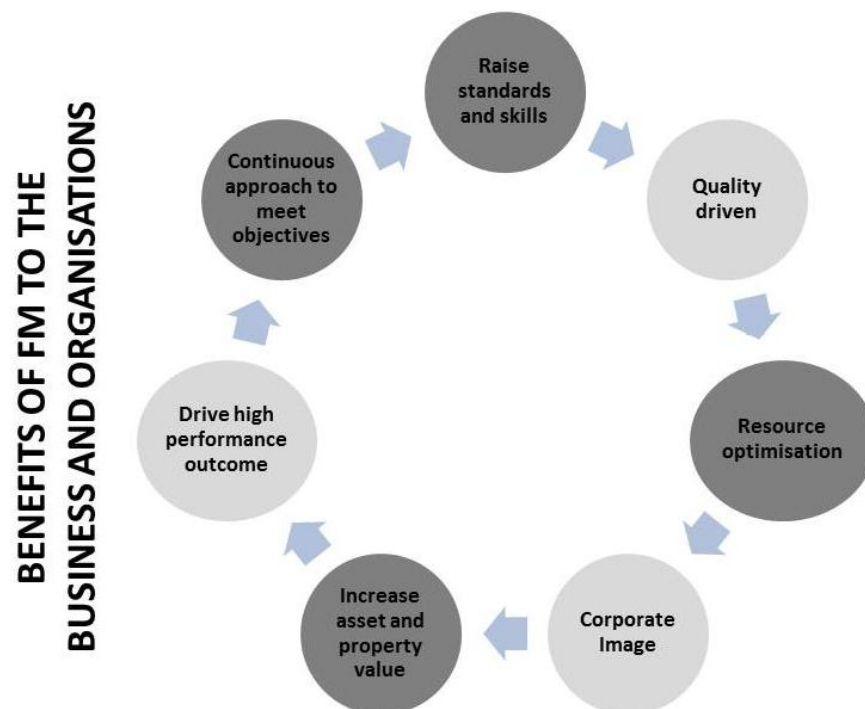 BENEFITS OF FM TO THE
BUSINESS AND ORGANISATIONS
Raise
standards
and skills
Quality
driven
Resource
optimisation
Corporate
Image
Increase
asset and
property
value
Drive high
performance
outcome
Continuous
approach to
meet
objectives